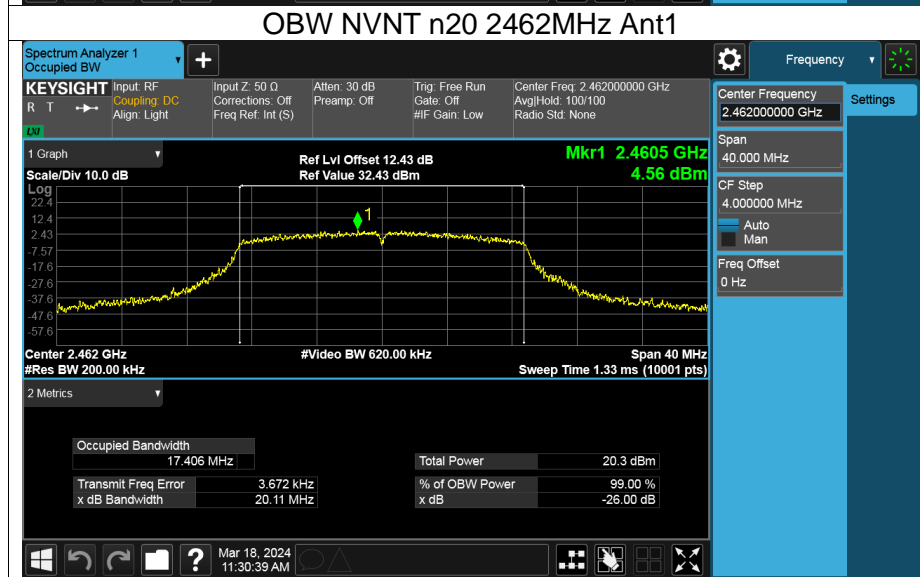 OBW NVNT n20 2462MHz Ant1
Spectrum Analyzer 1
Occupied BW
+
Frequency
KEYSIGHT
R T
LXI
Input: RF
Coupling: DC
Align: Light
Input Z: 50 Ω
Corrections: Off
Freq Ref: Int (S)
Atten: 30 dB
Preamp: Off
Trig: Free Run
Gate: Off
#IF Gain: Low
Center Freq: 2.462000000 GHz
Avg|Hold: 100/100
Radio Std: None
Center Frequency
2.462000000 GHz
Settings
Span
40.000 MHz
CF Step
4.000000 MHz
Auto
Man
Freq Offset
0 Hz
1 Graph
Scale/Div 10.0 dB
Ref Lvl Offset 12.43 dB
Ref Value 32.43 dBm
Mkr1 2.4605 GHz
4.56 dBm
Log
22.4
12.4
2.43
-7.57
-17.6
-27.6
-37.6
-47.6
-57.6
1
Center 2.462 GHz
#Video BW 620.00 kHz
Span 40 MHz
#Res BW 200.00 kHz
Sweep Time 1.33 ms (10001 pts)
2 Metrics
Occupied Bandwidth
17.406 MHz
Total Power 20.3 dBm
Transmit Freq Error 3.672 kHz
% of OBW Power 99.00 %
x dB Bandwidth 20.11 MHz
x dB -26.00 dB
?
Mar 18, 2024
11:30:39 AM